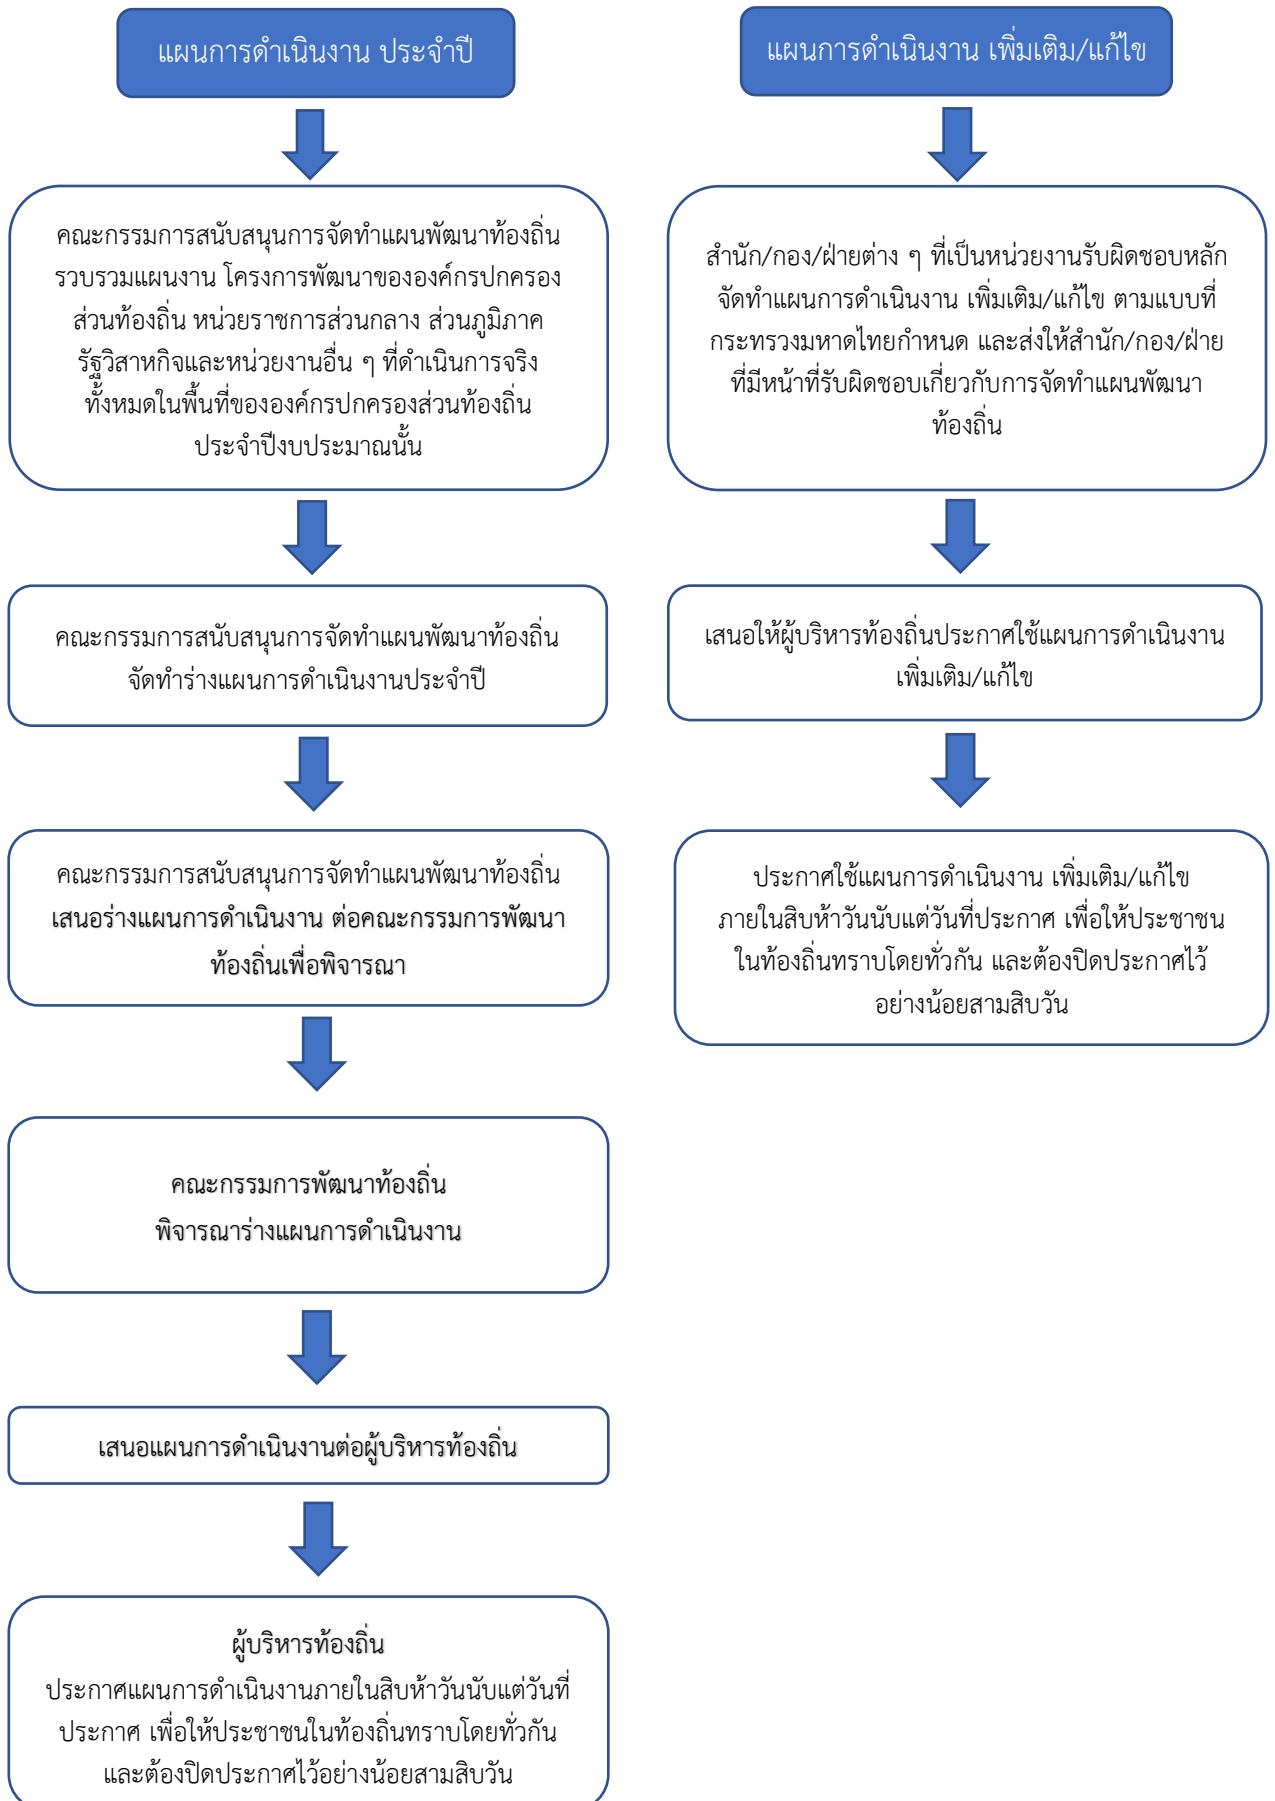 แผนการดำเนินงาน ประจำปี
คณะกรรมการสนับสนุนการจัดทำแผนพัฒนาท้องถิ่น
รวบรวมแผนงาน โครงการพัฒนาขององค์กรปกครอง
ส่วนท้องถิ่น หน่วยราชการส่วนกลาง ส่วนภูมิภาค
รัฐวิสาหกิจและหน่วยงานอื่น ๆ ที่ดำเนินการจริง
ทั้งหมดในพื้นที่ขององค์กรปกครองส่วนท้องถิ่น
ประจำปีงบประมาณนั้น
คณะกรรมการสนับสนุนการจัดทำแผนพัฒนาท้องถิ่น
จัดทำร่างแผนการดำเนินงานประจำปี
คณะกรรมการสนับสนุนการจัดทำแผนพัฒนาท้องถิ่น
เสนอร่างแผนการดำเนินงาน ต่อคณะกรรมการพัฒนา
ท้องถิ่นเพื่อพิจารณา
คณะกรรมการพัฒนาท้องถิ่น
พิจารณาร่างแผนการดำเนินงาน
เสนอแผนการดำเนินงานต่อผู้บริหารท้องถิ่น
ผู้บริหารท้องถิ่น
ประกาศแผนการดำเนินงานภายในสิบห้าวันนับแต่วันที่
ประกาศ เพื่อให้ประชาชนในท้องถิ่นทราบโดยทั่วกัน
และต้องปิดประกาศไว้อย่างน้อยสามสิบวัน
แผนการดำเนินงาน เพิ่มเติม/แก้ไข
สำนัก/กอง/ฝ่ายต่าง ๆ ที่เป็นหน่วยงานรับผิดชอบหลัก
จัดทำแผนการดำเนินงาน เพิ่มเติม/แก้ไข ตามแบบที่
กระทรวงมหาดไทยกำหนด และส่งให้สำนัก/กอง/ฝ่าย
ที่มีหน้าที่รับผิดชอบเกี่ยวกับการจัดทำแผนพัฒนา
ท้องถิ่น
เสนอให้ผู้บริหารท้องถิ่นประกาศใช้แผนการดำเนินงาน
เพิ่มเติม/แก้ไข
ประกาศใช้แผนการดำเนินงาน เพิ่มเติม/แก้ไข
ภายในสิบห้าวันนับแต่วันที่ประกาศ เพื่อให้ประชาชน
ในท้องถิ่นทราบโดยทั่วกัน และต้องปิดประกาศไว้
อย่างน้อยสามสิบวัน